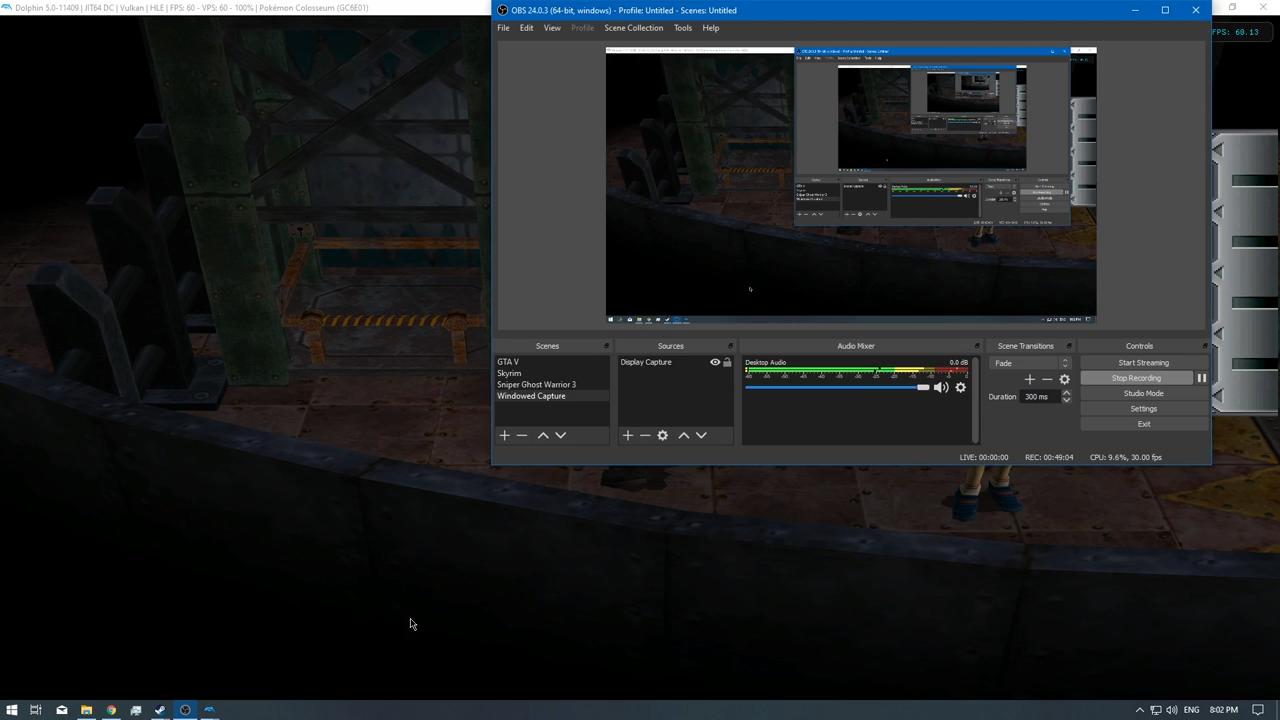 Dolphin 5.0-11409 | JIT64 DC | Vulkan | HLE | FPS: 60 - VPS: 60 - 100% | Pokémon Colosseum (GC6E01)
OBS 24.0.3 (64-bit, windows) - Profile: Untitled - Scenes: Untitled
File Edit View Profile Scene Collection Tools Help
FPS: 60.13
Scenes Sources Audio Mixer Scene Transitions Controls
GTA V
Skyrim
Sniper Ghost Warrior 3
Windowed Capture
Display Capture
Desktop Audio 0.0 dB
Fade
Duration 300 ms
Start Streaming
Stop Recording
Studio Mode
Settings
Exit
LIVE: 00:00:00 REC: 00:49:04 CPU: 9.6%, 30.00 fps
ENG 8:02 PM